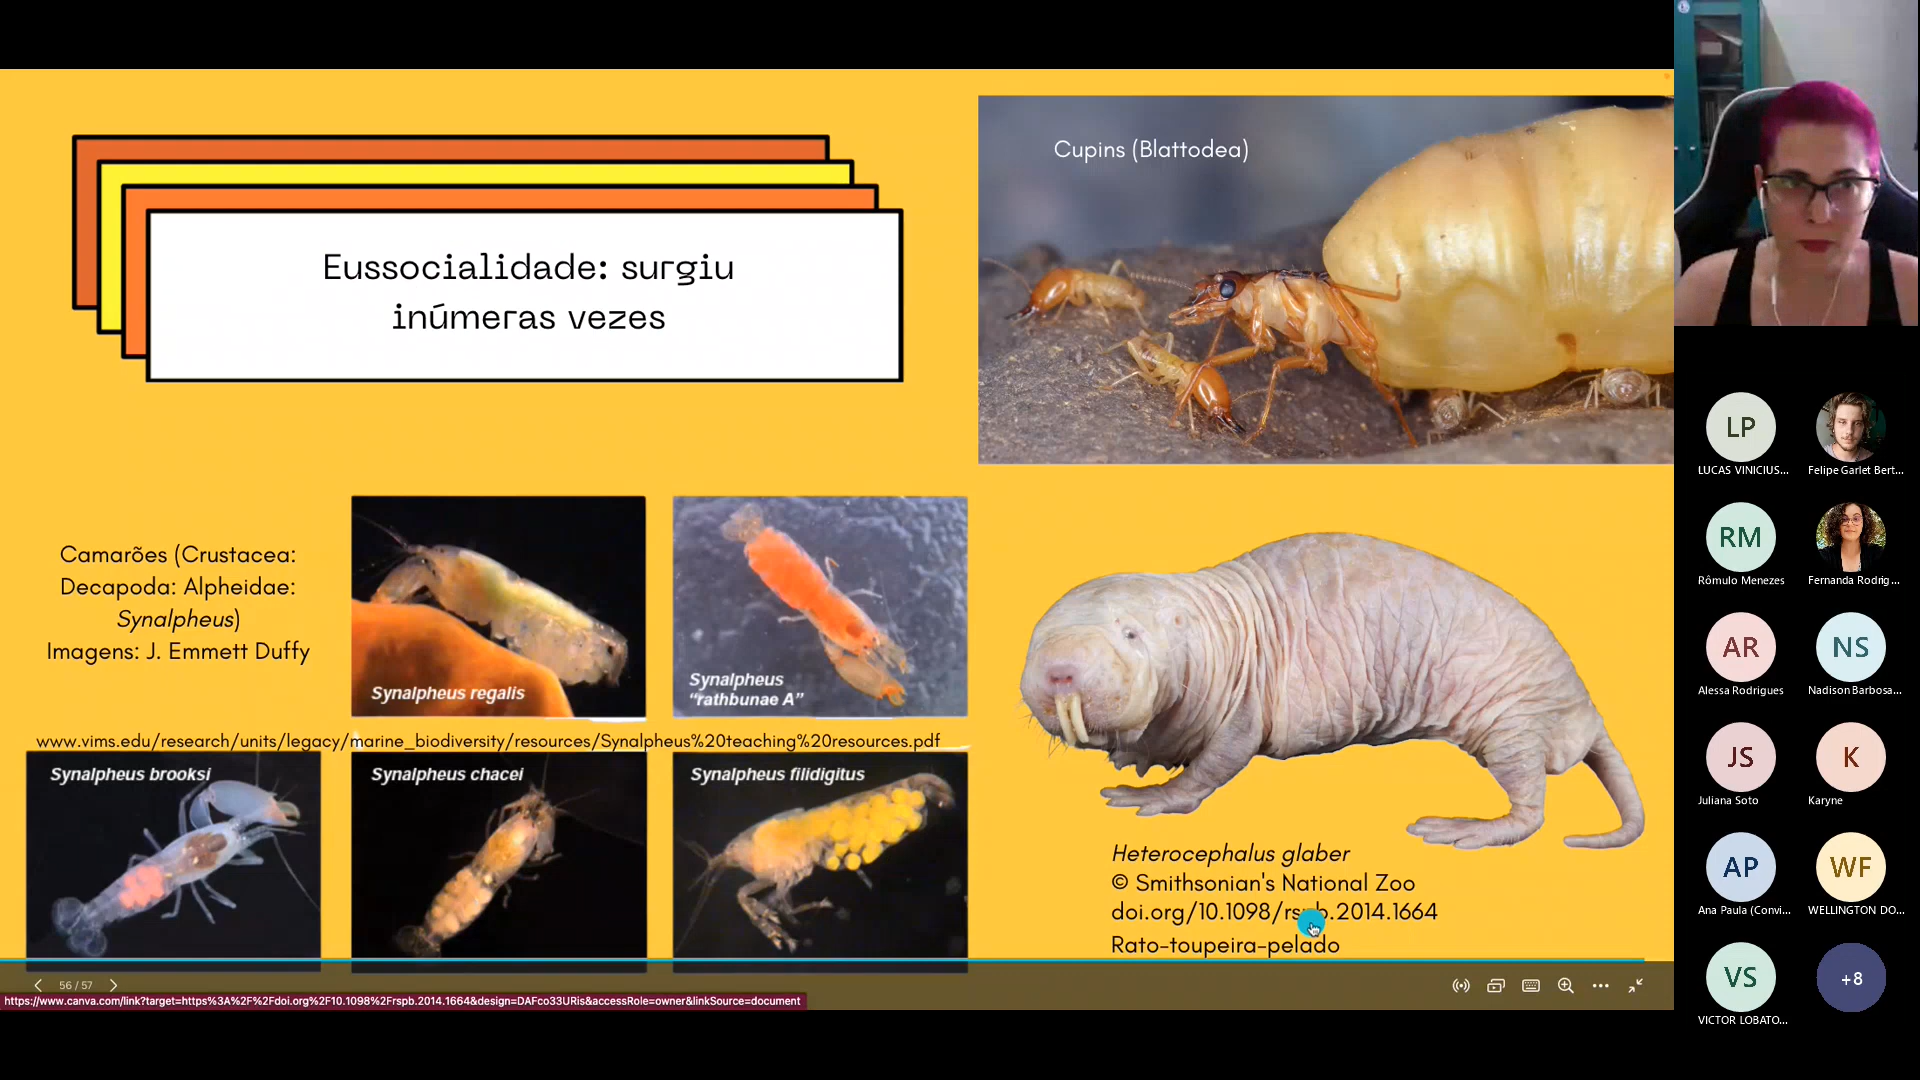 Eussocialidade: surgiu
inúmeras vezes
Cupins (Blattodea)
Camarões (Crustacea:
Decapoda: Alpheidae:
Synalpheus)
Imagens: J. Emmett Duffy
Synalpheus regalis
Synalpheus
“rathbunae A”
www.vims.edu/research/units/legacy/marine_biodiversity/resources/Synalpheus%20teaching%20resources.pdf
Synalpheus brooksi
Synalpheus chacei
Synalpheus filidigitus
Heterocephalus glaber
© Smithsonian's National Zoo
doi.org/10.1098/rspb.2014.1664
Rato-toupeira-pelado
56 / 57
https://www.canva.com/link?target=https%3A%2F%2Fdoi.org%2F10.1098%2Frspb.2014.1664&design=DAFco33URis&accessRole=owner&linkSource=document
LP
LUCAS VINICIUS...
Felipe Garlet Bert...
RM
Rômulo Menezes
Fernanda Rodrig...
AR
Alessa Rodrigues
NS
Nadison Barbosa...
JS
Juliana Soto
K
Karyne
AP
Ana Paula (Convi...
WF
WELLINGTON DO...
VS
VICTOR LOBATO...
+8